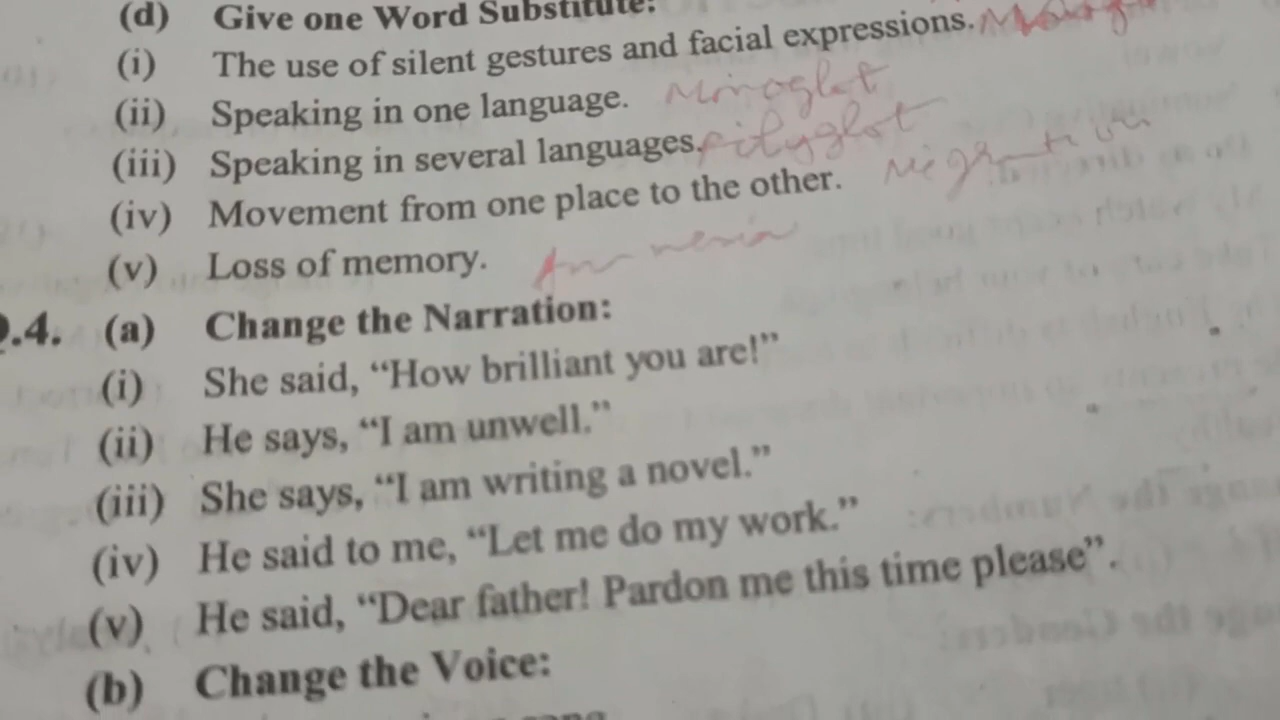 (d) Give one Word Substitute:
(i) The use of silent gestures and facial expressions.
(ii) Speaking in one language. Monoglot
(iii) Speaking in several languages. Polyglot
(iv) Movement from one place to the other. Migration
(v) Loss of memory.
.4. (a) Change the Narration:
(i) She said, “How brilliant you are!”
(ii) He says, “I am unwell.”
(iii) She says, “I am writing a novel.”
(iv) He said to me, “Let me do my work.”
(v) He said, “Dear father! Pardon me this time please”.
(b) Change the Voice: